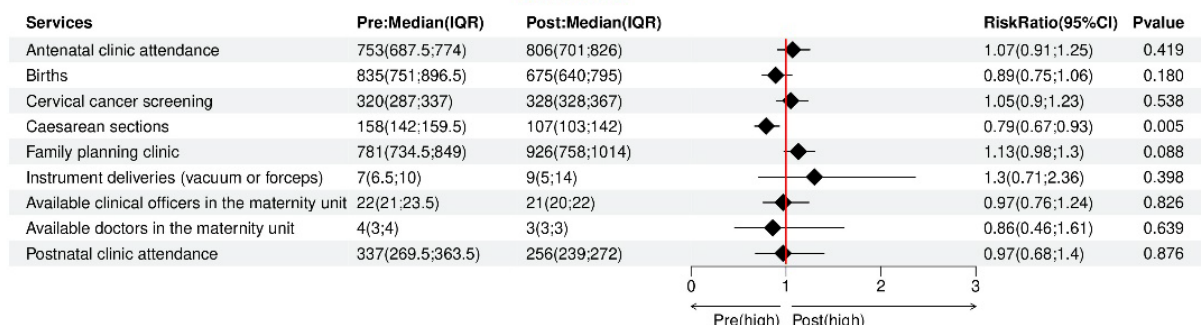 Services Pre:Median(IQR) Post:Median(IQR) RiskRatio(95%CI) Pvalue
Antenatal clinic attendance 753(687.5;774) 806(701;826) 1.07(0.91;1.25) 0.419
Births 835(751;896.5) 675(640;795) 0.89(0.75;1.06) 0.180
Cervical cancer screening 320(287;337) 328(328;367) 1.05(0.9;1.23) 0.538
Caesarean sections 158(142;159.5) 107(103;142) 0.79(0.67;0.93) 0.005
Family planning clinic 781(734.5;849) 926(758;1014) 1.13(0.98;1.3) 0.088
Instrument deliveries (vacuum or forceps) 7(6.5;10) 9(5;14) 1.3(0.71;2.36) 0.398
Available clinical officers in the maternity unit 22(21;23.5) 21(20;22) 0.97(0.76;1.24) 0.826
Available doctors in the maternity unit 4(3;4) 3(3;3) 0.86(0.46;1.61) 0.639
Postnatal clinic attendance 337(269.5;363.5) 256(239;272) 0.97(0.68;1.4) 0.876
0 1 2 3
Pre(high) Post(high)